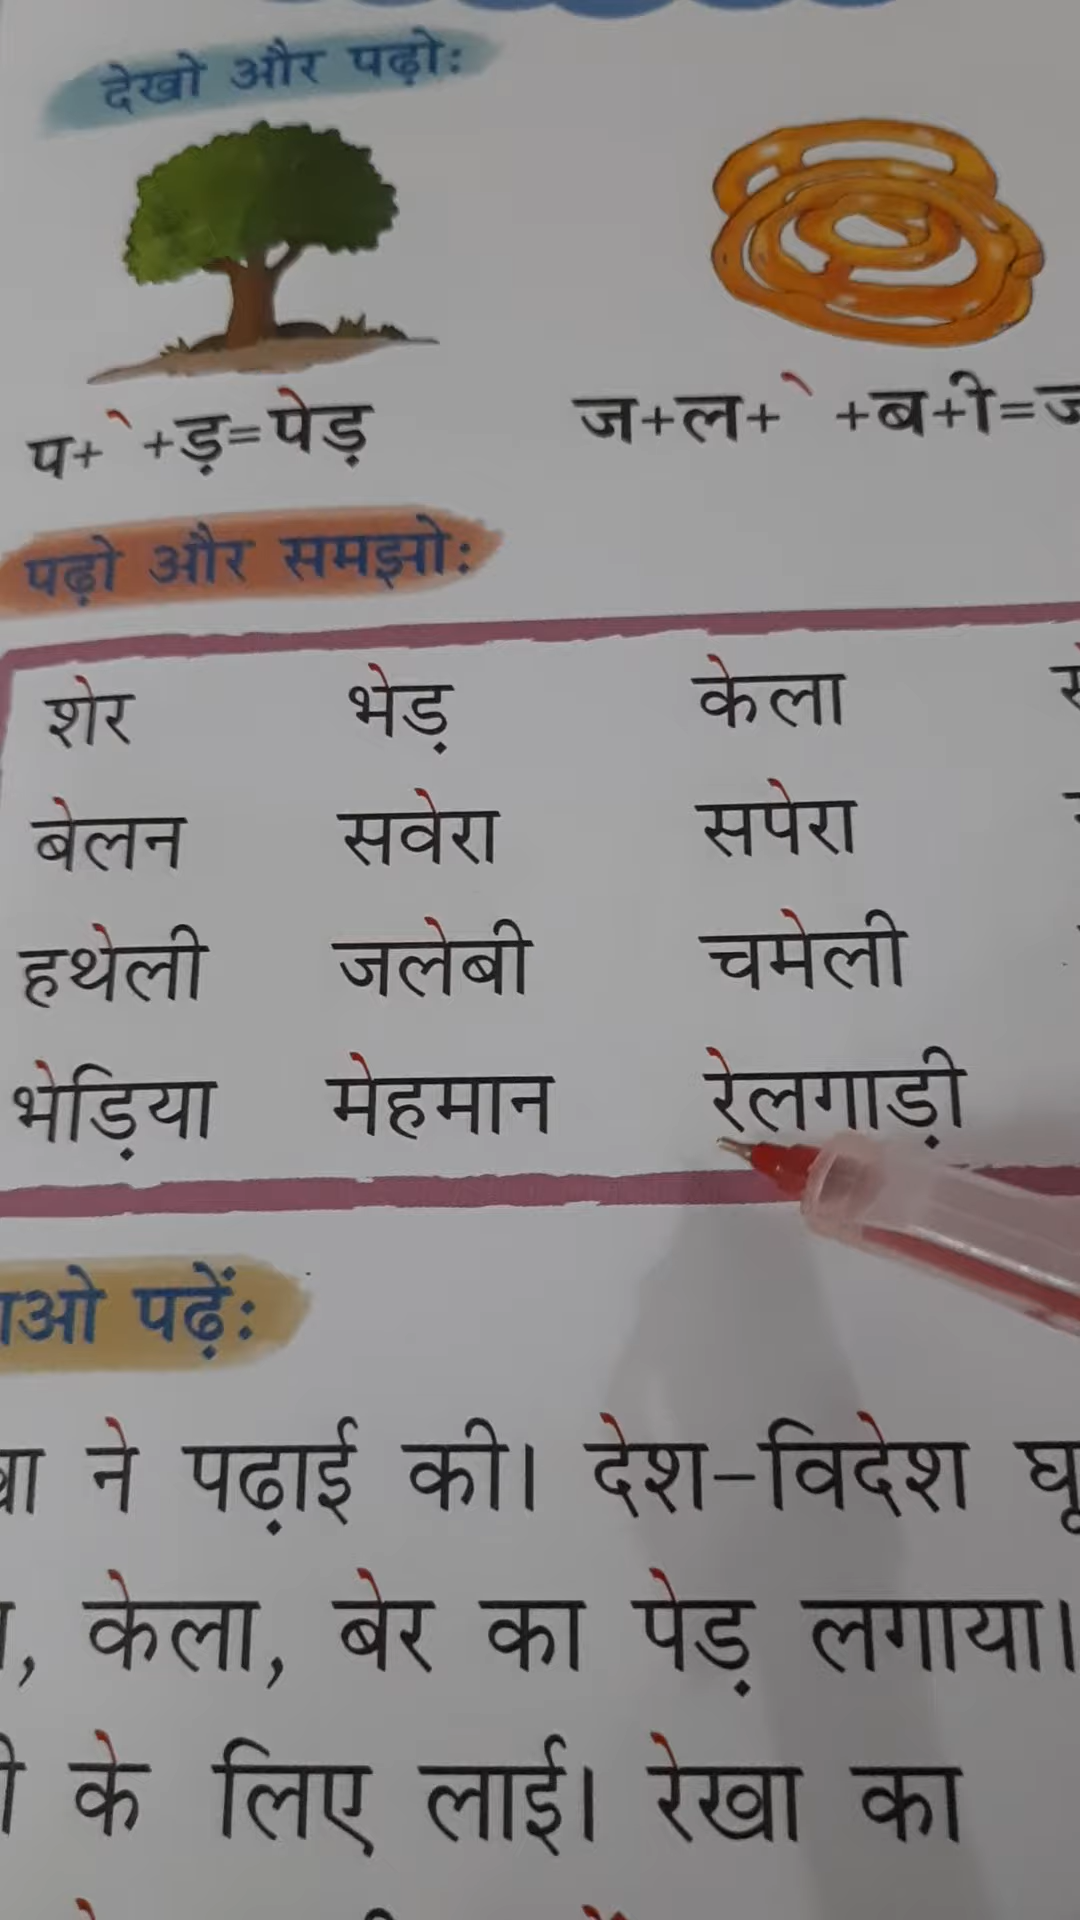 देखो और पढ़ो:
प+ े +ड़=पेड़ ज+ल+ े +ब+ी=
पढ़ो और समझो:
शेर भेड़ केला
बेलन सवेरा सपेरा
हथेली जलेबी चमेली
भेड़िया मेहमान रेलगाड़ी
पढ़ें:
ने पढ़ाई की। देश-विदेश
केला, बेर का पेड़ लगाया।
के लिए लाई। रेखा का